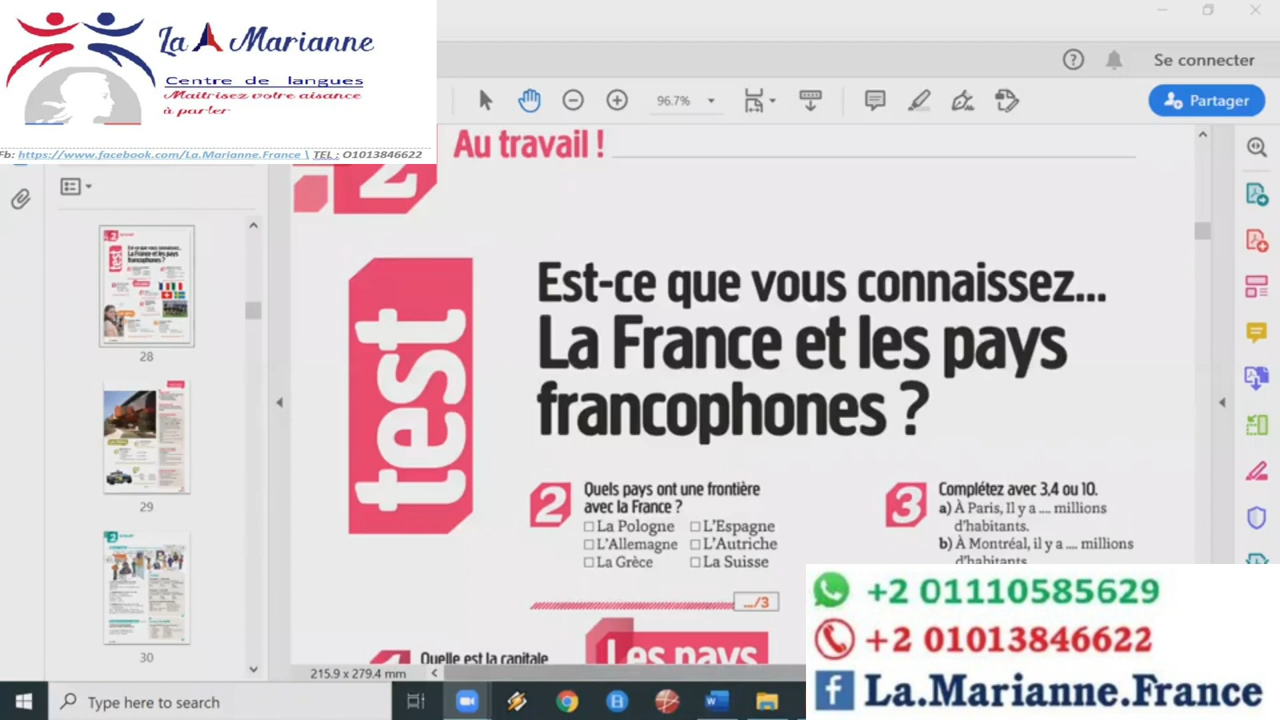 La Marianne
Centre de langues
Maitrisez votre aisance
à parler
Fb: https://www.facebook.com/La.Marianne.France \ TEL : O1013846622
Se connecter
96.7%
Partager
Au travail !
2
test
Est-ce que vous connaissez...
La France et les pays
francophones ?
2 Quels pays ont une frontière
avec la France ?
La Pologne L'Espagne
L'Allemagne L'Autriche
La Grèce La Suisse
.../3
3 Complétez avec 3,4 ou 10.
a) À Paris, Il y a .... millions
d'habitants.
b) À Montréal, il y a .... millions
d'habitants
4 Quelle est la capitale
Les pays
28
29
30
215.9 x 279.4 mm
+2 01110585629
+2 01013846622
La.Marianne.France
Type here to search